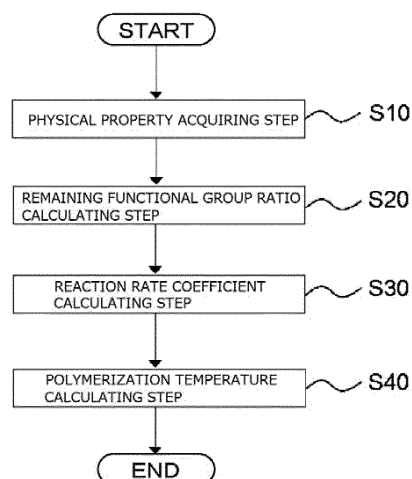 START
PHYSICAL PROPERTY ACQUIRING STEP
S10
REMAINING FUNCTIONAL GROUP RATIO
CALCULATING STEP
S20
REACTION RATE COEFFICIENT
CALCULATING STEP
S30
POLYMERIZATION TEMPERATURE
CALCULATING STEP
S40
END